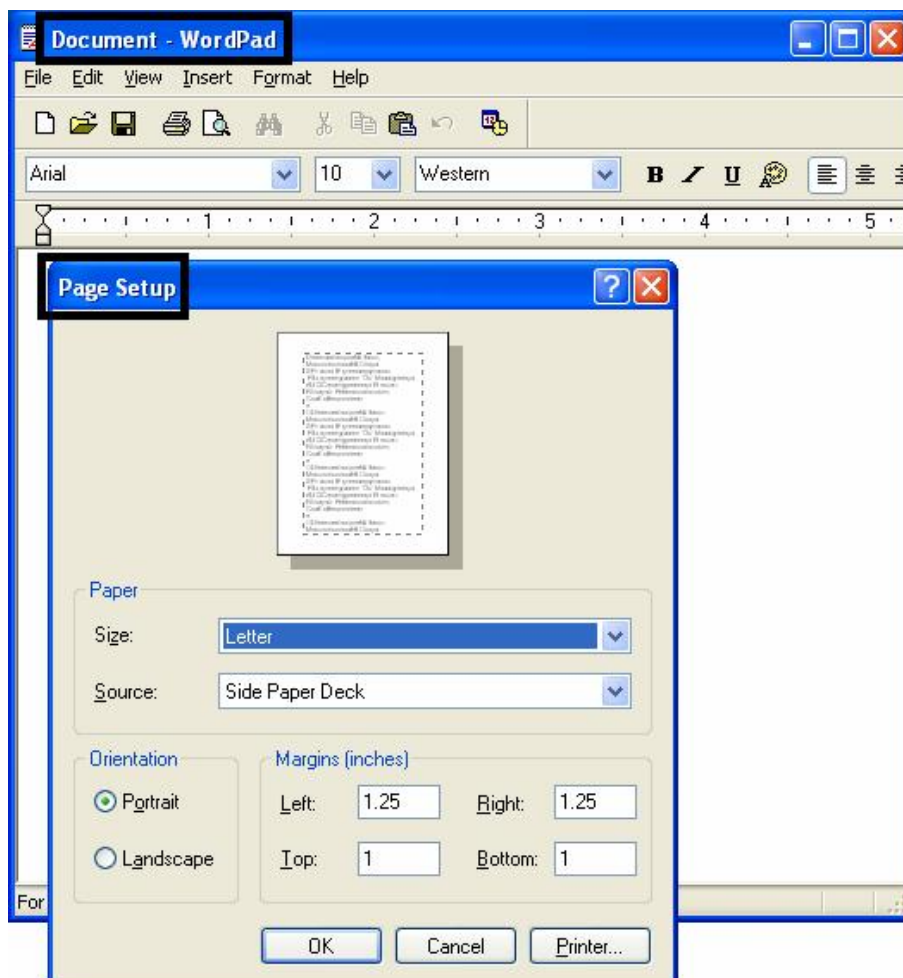 Document - WordPad
File Edit View Insert Format Help
Arial 10 Western B I U
1 2 3 4 5
Page Setup
Paper
Size: Letter
Source: Side Paper Deck
Orientation Margins (inches)
Portrait Left: 1.25 Right: 1.25
Landscape Top: 1 Bottom: 1
For
OK Cancel Printer...